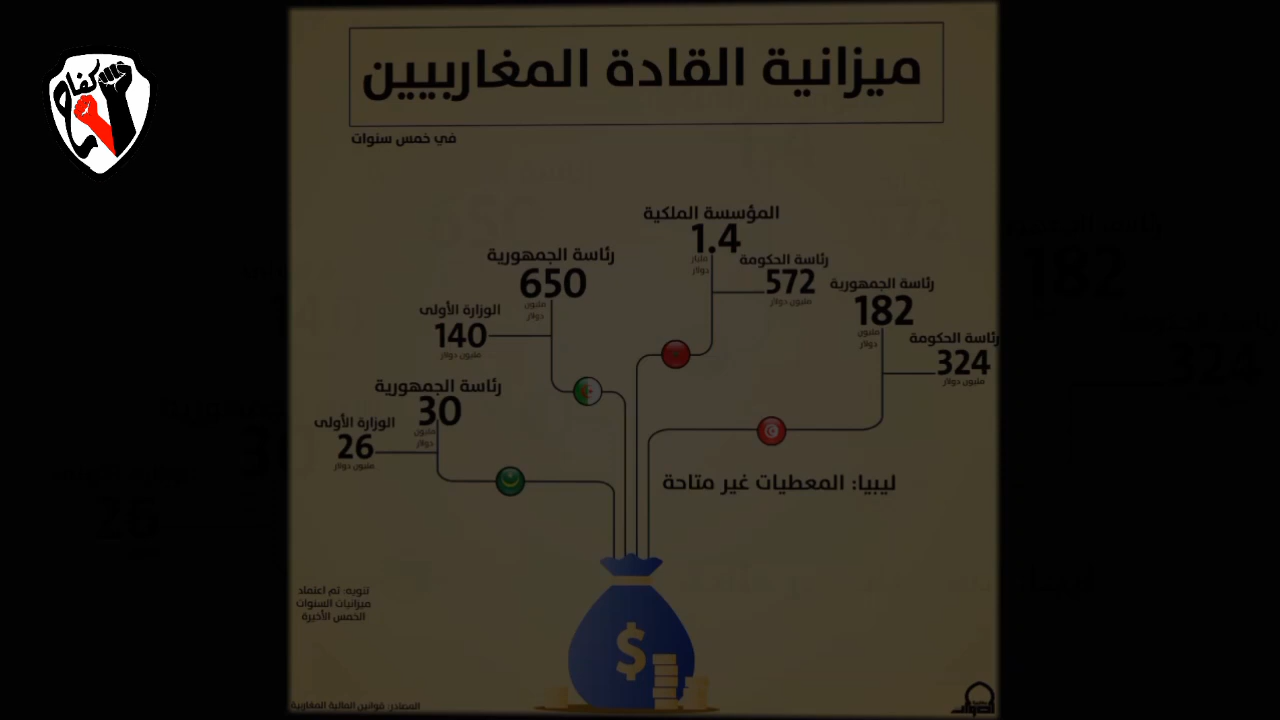 كفاح
ميزانية القادة المغاربيين
في خمس سنوات
المؤسسة الملكية
1.4
مليار
دولار
رئاسة الحكومة
572
مليون دولار
رئاسة الجمهورية
650
مليون
دولار
الوزارة الأولى
140
مليون دولار
رئاسة الجمهورية
182
مليون
دولار
رئاسة الحكومة
324
مليون دولار
رئاسة الجمهورية
30
مليون
دولار
الوزارة الأولى
26
مليون دولار
ليبيا: المعطيات غير متاحة
تنويه: تم اعتماد
ميزانيات السنوات
الخمس الأخيرة
$
المصادر: قوانين المالية المغاربية